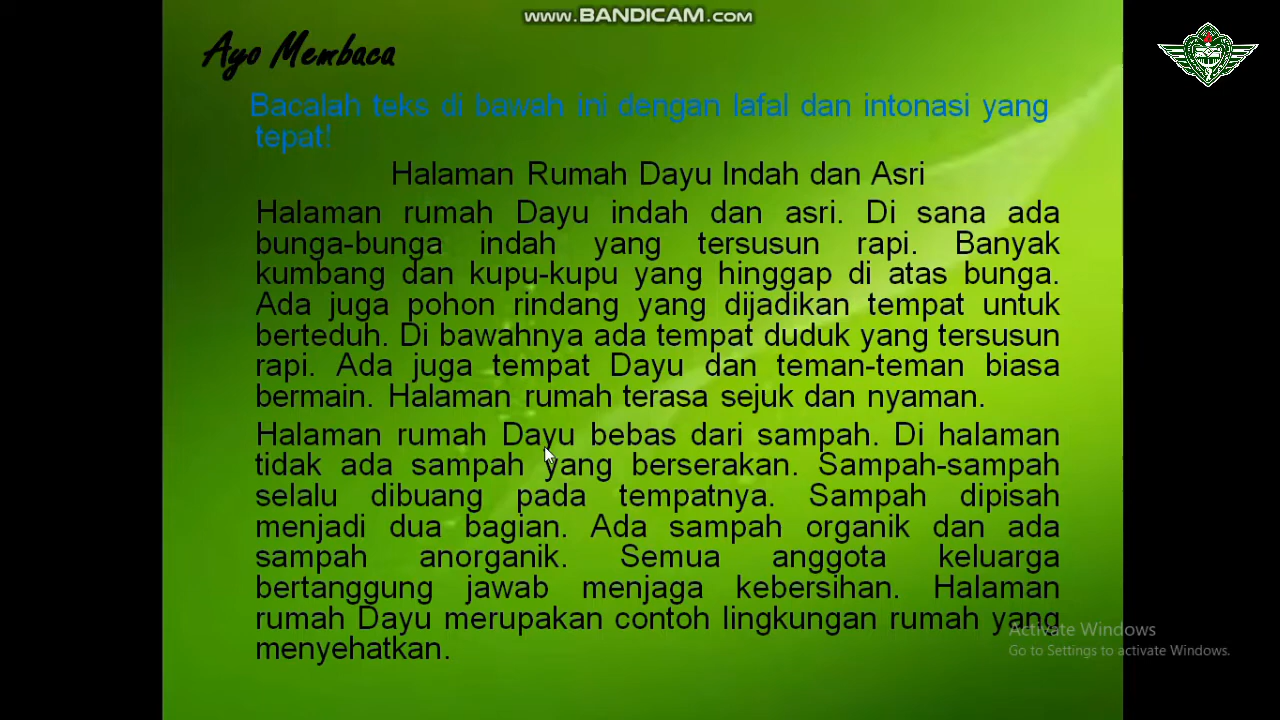 www.BANDICAM.com
Ayo Membaca
Bacalah teks di bawah ini dengan lafal dan intonasi yang
tepat!
Halaman Rumah Dayu Indah dan Asri
Halaman rumah Dayu indah dan asri. Di sana ada
bunga-bunga indah yang tersusun rapi. Banyak
kumbang dan kupu-kupu yang hinggap di atas bunga.
Ada juga pohon rindang yang dijadikan tempat untuk
berteduh. Di bawahnya ada tempat duduk yang tersusun
rapi. Ada juga tempat Dayu dan teman-teman biasa
bermain. Halaman rumah terasa sejuk dan nyaman.
Halaman rumah Dayu bebas dari sampah. Di halaman
tidak ada sampah yang berserakan. Sampah-sampah
selalu dibuang pada tempatnya. Sampah dipisah
menjadi dua bagian. Ada sampah organik dan ada
sampah anorganik. Semua anggota keluarga
bertanggung jawab menjaga kebersihan. Halaman
rumah Dayu merupakan contoh lingkungan rumah yang
menyehatkan.
Activate Windows
Go to Settings to activate Windows.